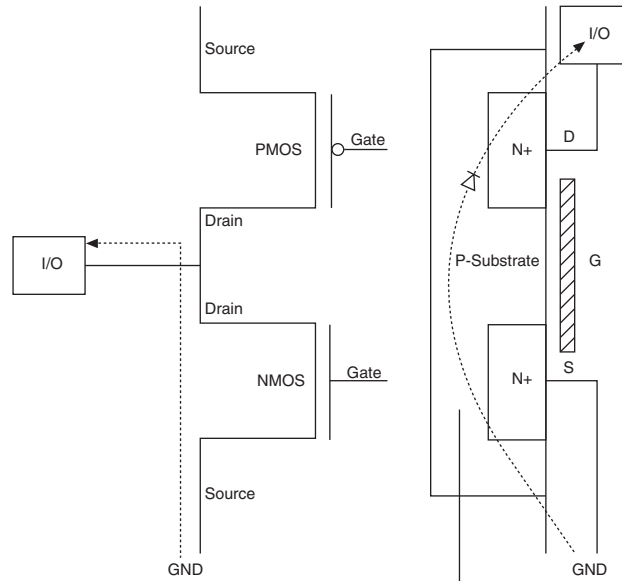 Source
PMOS
Gate
Drain
I/O
Drain
NMOS
Gate
Source
GND
I/O
N+
D
P-Substrate
G
S
N+
GND